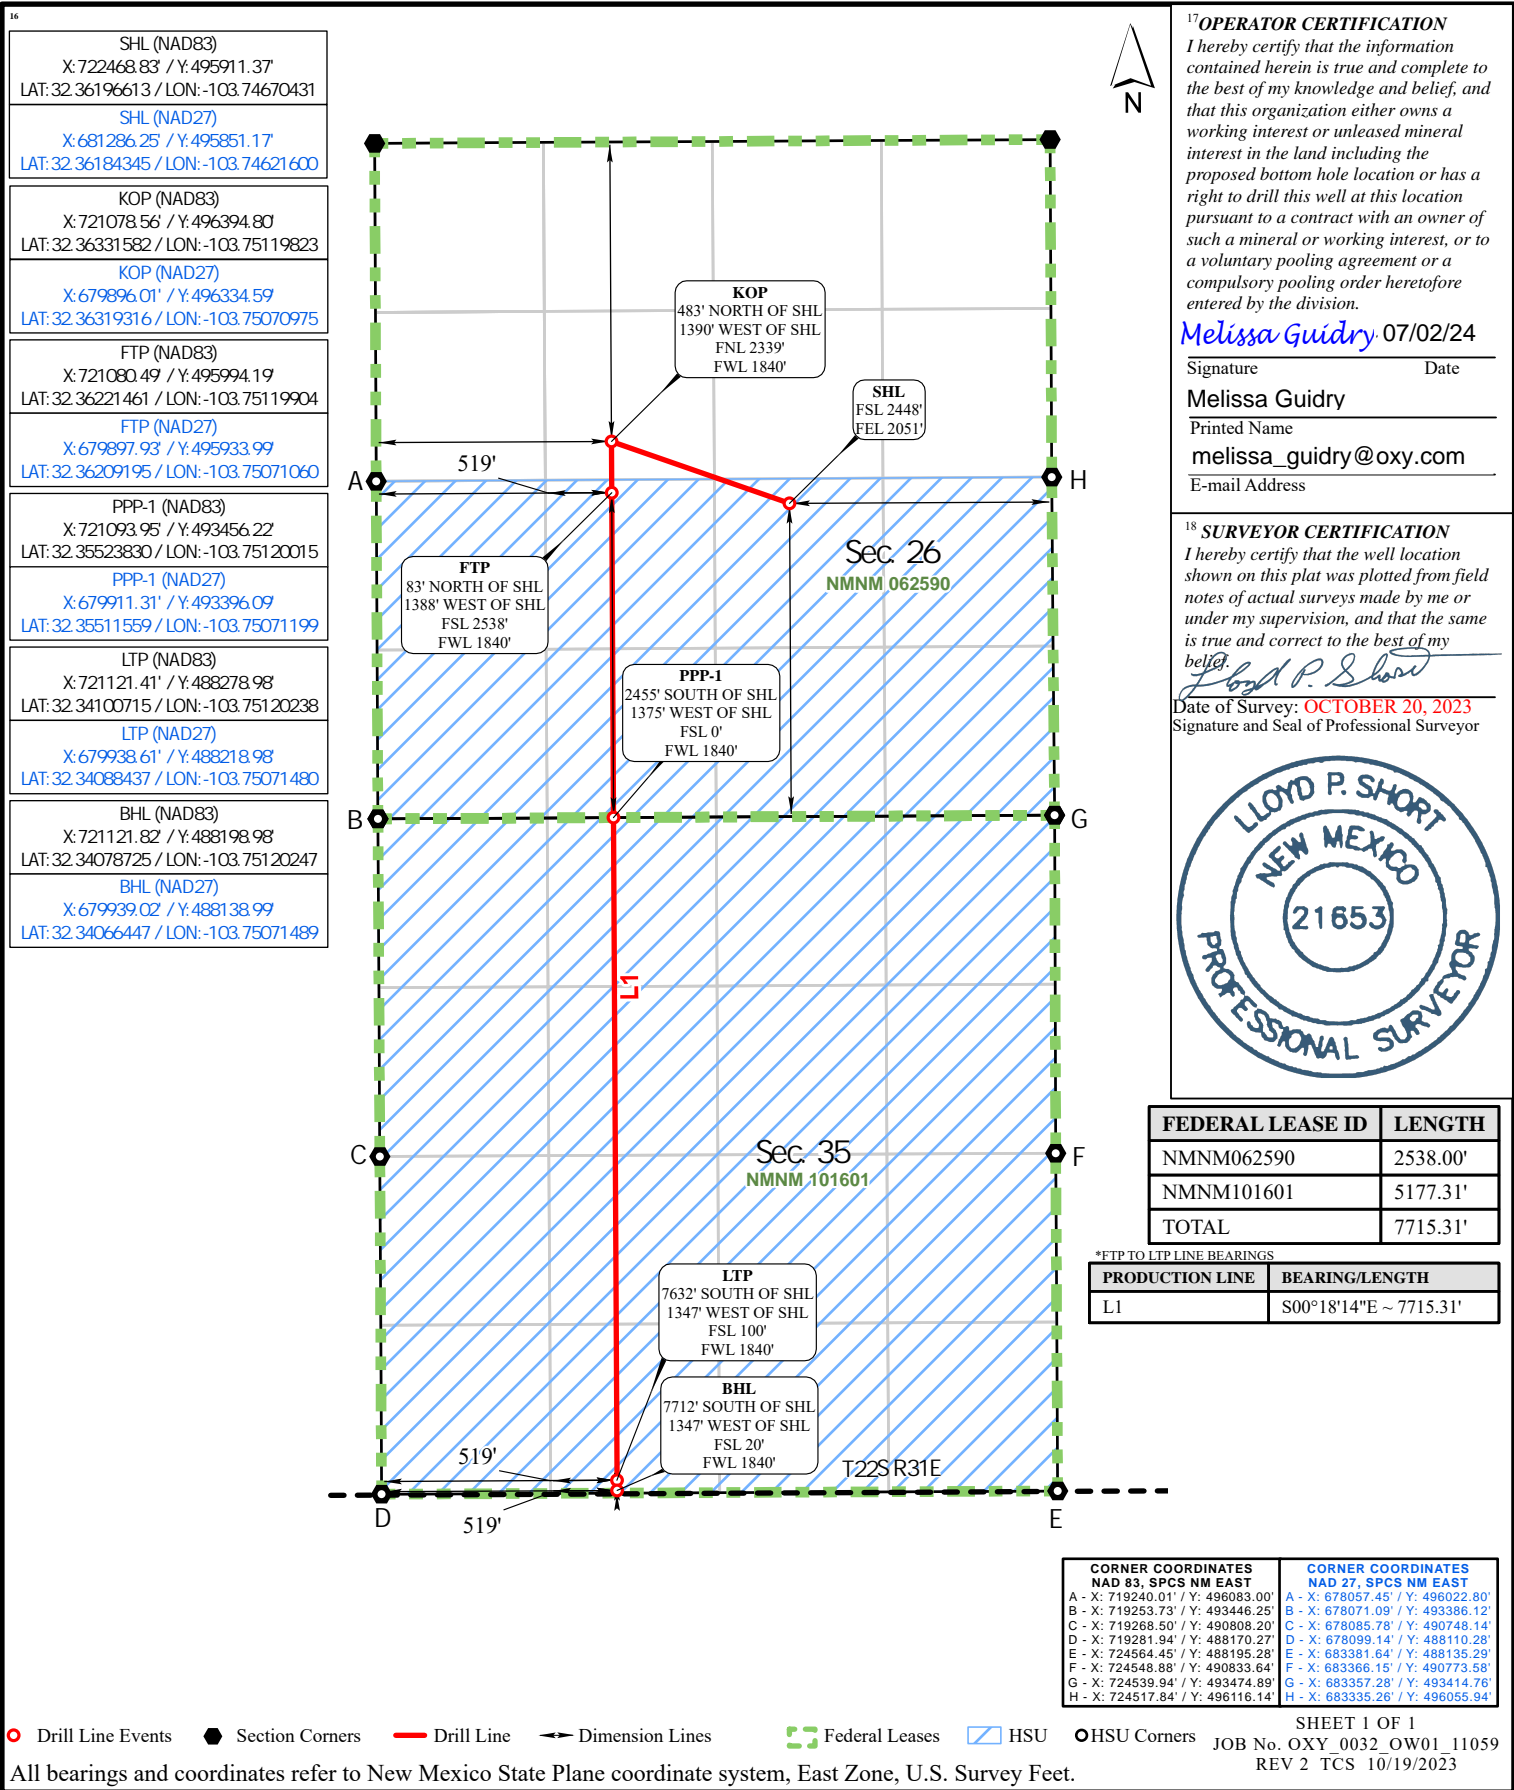 16
SHL (NAD83)
X:722468.83' / Y:495911.37'
LAT:32.36196613 / LON:-103.74670431
SHL (NAD27)
X:681286.25' / Y:495851.17'
LAT:32.36184345 / LON:-103.74621600
KOP (NAD83)
X:721078.56' / Y:496394.80'
LAT:32.36331582 / LON:-103.75119823
KOP (NAD27)
X:679896.01' / Y:496334.59'
LAT:32.36319316 / LON:-103.75070975
FTP (NAD83)
X:721080.49' / Y:495994.19'
LAT:32.36221461 / LON:-103.75119904
FTP (NAD27)
X:679897.93' / Y:495933.99'
LAT:32.36209195 / LON:-103.75071060
PPP-1 (NAD83)
X:721093.95' / Y:493456.22'
LAT:32.35523830 / LON:-103.75120015
PPP-1 (NAD27)
X:679911.31' / Y:493396.09'
LAT:32.35511559 / LON:-103.75071199
LTP (NAD83)
X:721121.41' / Y:488278.98'
LAT:32.34100715 / LON:-103.75120238
LTP (NAD27)
X:679938.61' / Y:488218.98'
LAT:32.34088437 / LON:-103.75071480
BHL (NAD83)
X:721121.82' / Y:488198.98'
LAT:32.34078725 / LON:-103.75120247
BHL (NAD27)
X:679939.02' / Y:488138.99'
LAT:32.34066447 / LON:-103.75071489
N
KOP
483' NORTH OF SHL
1390' WEST OF SHL
FNL 2339'
FWL 1840'
SHL
FSL 2448'
FEL 2051'
519'
A
H
Sec. 26
NMNM 062590
FTP
83' NORTH OF SHL
1388' WEST OF SHL
FSL 2538'
FWL 1840'
PPP-1
2455' SOUTH OF SHL
1375' WEST OF SHL
FSL 0'
FWL 1840'
B
G
L1
C
F
Sec. 35
NMNM 101601
LTP
7632' SOUTH OF SHL
1347' WEST OF SHL
FSL 100'
FWL 1840'
BHL
7712' SOUTH OF SHL
1347' WEST OF SHL
FSL 20'
FWL 1840'
519'
T22S R31E
D
519'
E
17 OPERATOR CERTIFICATION
I hereby certify that the information
contained herein is true and complete to
the best of my knowledge and belief, and
that this organization either owns a
working interest or unleased mineral
interest in the land including the
proposed bottom hole location or has a
right to drill this well at this location
pursuant to a contract with an owner of
such a mineral or working interest, or to
a voluntary pooling agreement or a
compulsory pooling order heretofore
entered by the division.
Melissa Guidry 07/02/24
Signature Date
Melissa Guidry
Printed Name
melissa_guidry@oxy.com
E-mail Address
18 SURVEYOR CERTIFICATION
I hereby certify that the well location
shown on this plat was plotted from field
notes of actual surveys made by me or
under my supervision, and that the same
is true and correct to the best of my
belief.
Lloyd P. Short
Date of Survey: OCTOBER 20, 2023
Signature and Seal of Professional Surveyor
LLOYD P. SHORT
NEW MEXICO
21653
PROFESSIONAL SURVEYOR
FEDERAL LEASE ID LENGTH
NMNM062590 2538.00'
NMNM101601 5177.31'
TOTAL 7715.31'
*FTP TO LTP LINE BEARINGS
PRODUCTION LINE BEARING/LENGTH
L1 S00°18'14"E ~ 7715.31'
CORNER COORDINATES
NAD 83, SPCS NM EAST
A - X: 719240.01' / Y: 496083.00'
B - X: 719253.73' / Y: 493446.25'
C - X: 719268.50' / Y: 490808.20'
D - X: 719281.94' / Y: 488170.27'
E - X: 724564.45' / Y: 488195.28'
F - X: 724548.88' / Y: 490833.64'
G - X: 724539.94' / Y: 493474.89'
H - X: 724517.84' / Y: 496116.14'
CORNER COORDINATES
NAD 27, SPCS NM EAST
A - X: 678057.45' / Y: 496022.80'
B - X: 678071.09' / Y: 493386.12'
C - X: 678085.78' / Y: 490748.14'
D - X: 678099.14' / Y: 488110.28'
E - X: 683381.64' / Y: 488135.29'
F - X: 683366.15' / Y: 490773.58'
G - X: 683357.28' / Y: 493414.76'
H - X: 683335.26' / Y: 496055.94'
Drill Line Events Section Corners Drill Line Dimension Lines Federal Leases HSU HSU Corners
SHEET 1 OF 1
JOB No. OXY_0032_OW01_11059
REV 2 TCS 10/19/2023
All bearings and coordinates refer to New Mexico State Plane coordinate system, East Zone, U.S. Survey Feet.